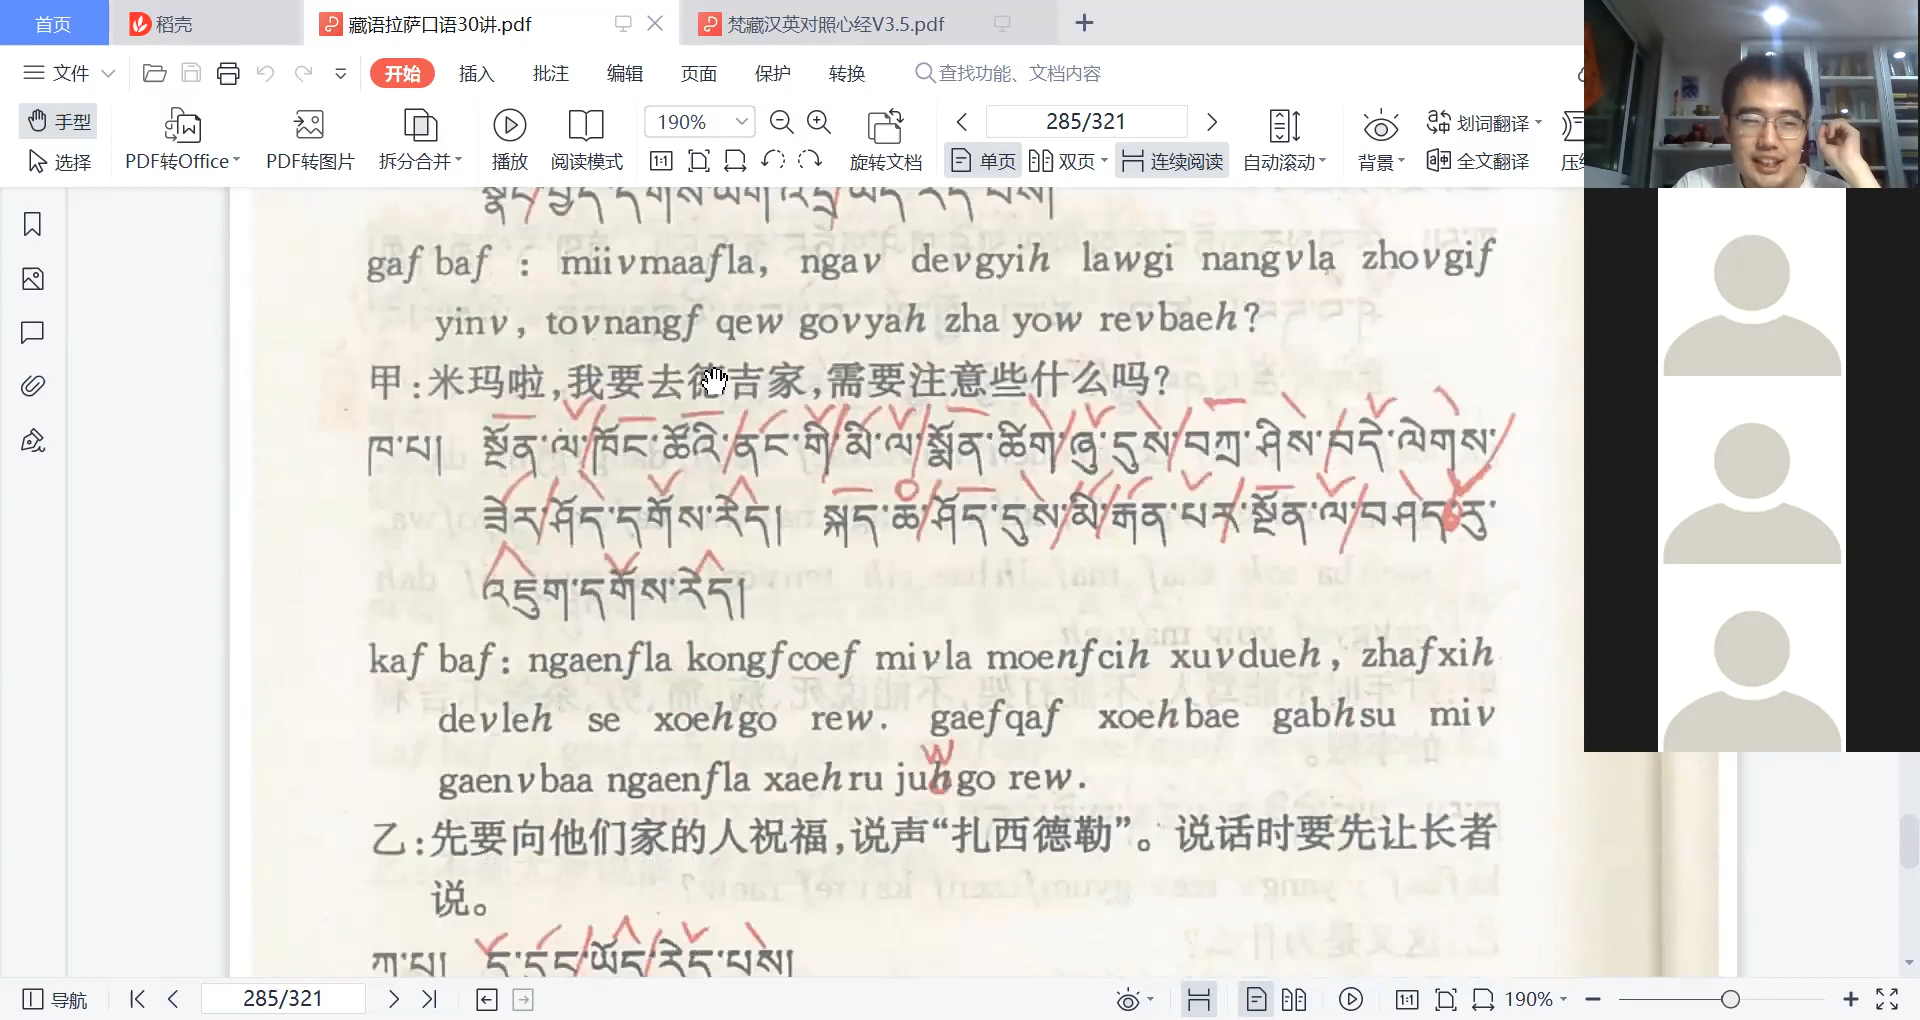 首页 稻壳 藏语拉萨口语30讲.pdf 梵藏汉英对照心经V3.5.pdf
文件 开始 插入 批注 编辑 页面 保护 转换 查找功能、文档内容
手型 190% 285/321 划词翻译
选择 PDF转Office PDF转图片 拆分合并 播放 阅读模式 旋转文档 单页 双页 连续阅读 自动滚动 背景 全文翻译
gaf baf : miivmaafla, ngav devgyih lawgi nangvla zhovgif
yinv, tovnangf qew govyah zha yow revbaeh?
甲:米玛啦,我要去德吉家,需要注意些什么吗?
ཁ་པ། སྔོན་ལ་ཁོང་ཚོའི་ནང་གི་མི་ལ་སྨོན་ཚིག་ཞུ་དུས་བཀྲ་ཤིས་བདེ་ལེགས་
ཟེར་ཤོད་དགོས་རེད། སྐད་ཆ་ཤོད་དུས་མི་རྒན་པར་སྔོན་ལ་བཤད་རུ་
འཇུག་དགོས་རེད།
kaf baf: ngaenfla kongfcoef mivla moenfcih xuvdueh, zhafxih
devleh se xoehgo rew. gaefqaf xoehbae gabhsu miv
w
gaenvbaa ngaenfla xaehru juhgo rew.
乙:先要向他们家的人祝福,说声“扎西德勒”。说话时要先让长者
说。
ཀ་པ། ད་དུང་ཡོད་རེད་པས།
导航 285/321 190%